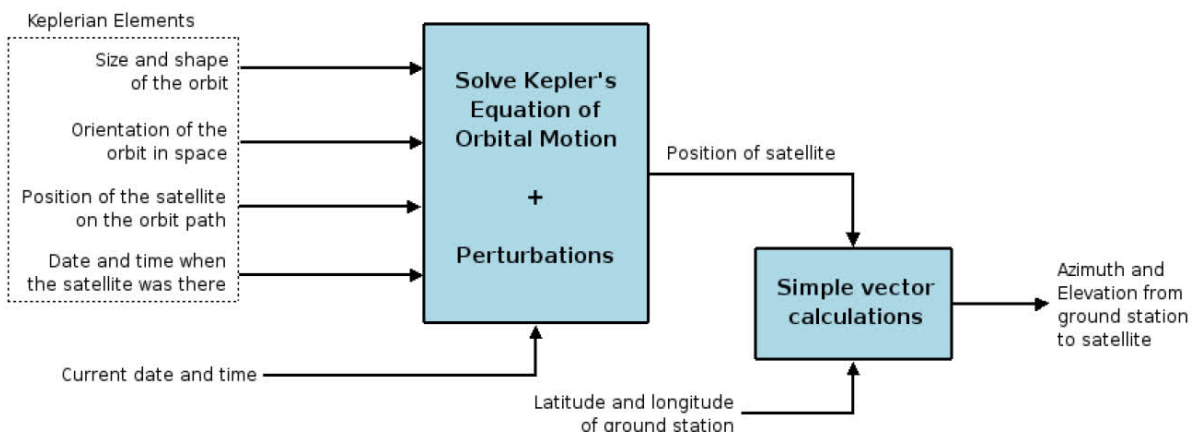 Keplerian Elements
Size and shape
of the orbit
Orientation of the
orbit in space
Position of the satellite
on the orbit path
Date and time when
the satellite was there
Solve Kepler's
Equation of
Orbital Motion
+
Perturbations
Current date and time
Position of satellite
Simple vector
calculations
Latitude and longitude
of ground station
Azimuth and
Elevation from
ground station
to satellite